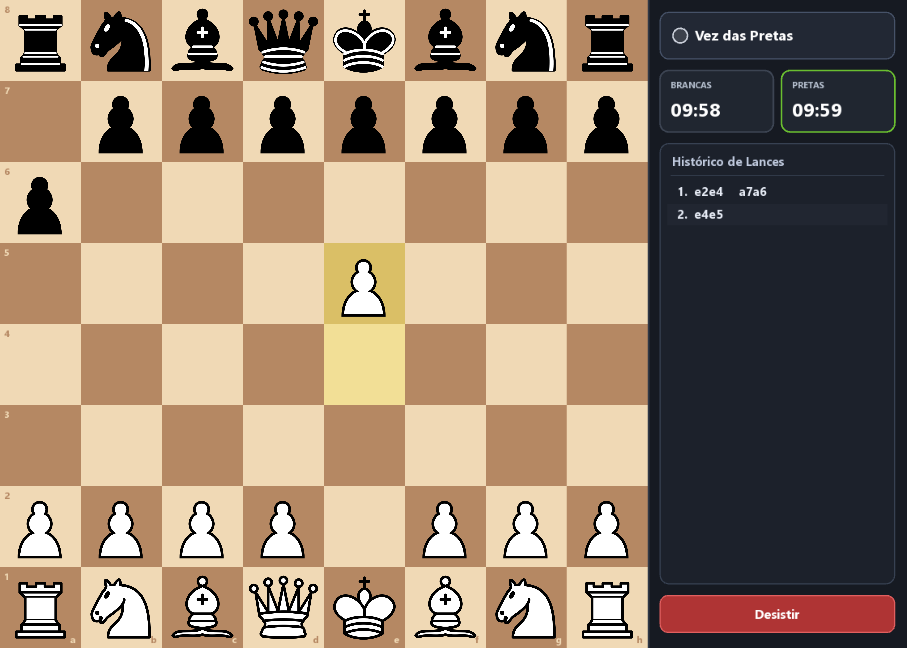 8
Vez das Pretas
7
BRANCAS
09:58
PRETAS
09:59
Histórico de Lances
1. e2e4 a7a6
6
2. e4e5
5
4
3
2
1
a b c d e f g h
Desistir